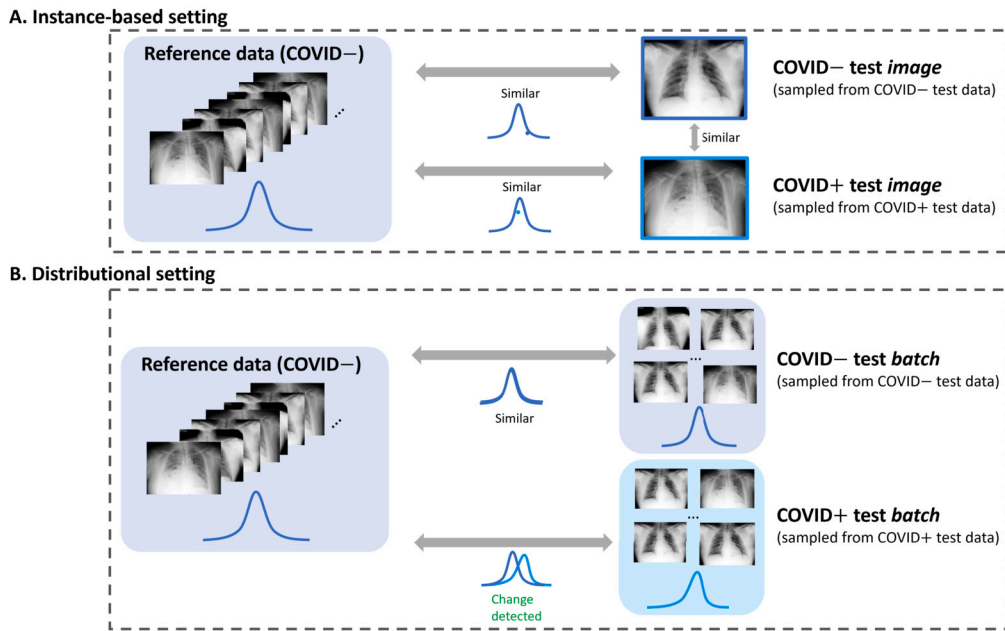 A. Instance-based setting
Reference data (COVID−)
...
Similar
Similar
Similar
COVID− test image
(sampled from COVID− test data)
COVID+ test image
(sampled from COVID+ test data)
B. Distributional setting
Reference data (COVID−)
...
Similar
...
COVID− test batch
(sampled from COVID− test data)
Change
detected
...
COVID+ test batch
(sampled from COVID+ test data)